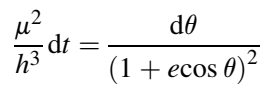 μ²/h³ dt = dθ/(1 + e cos θ)²